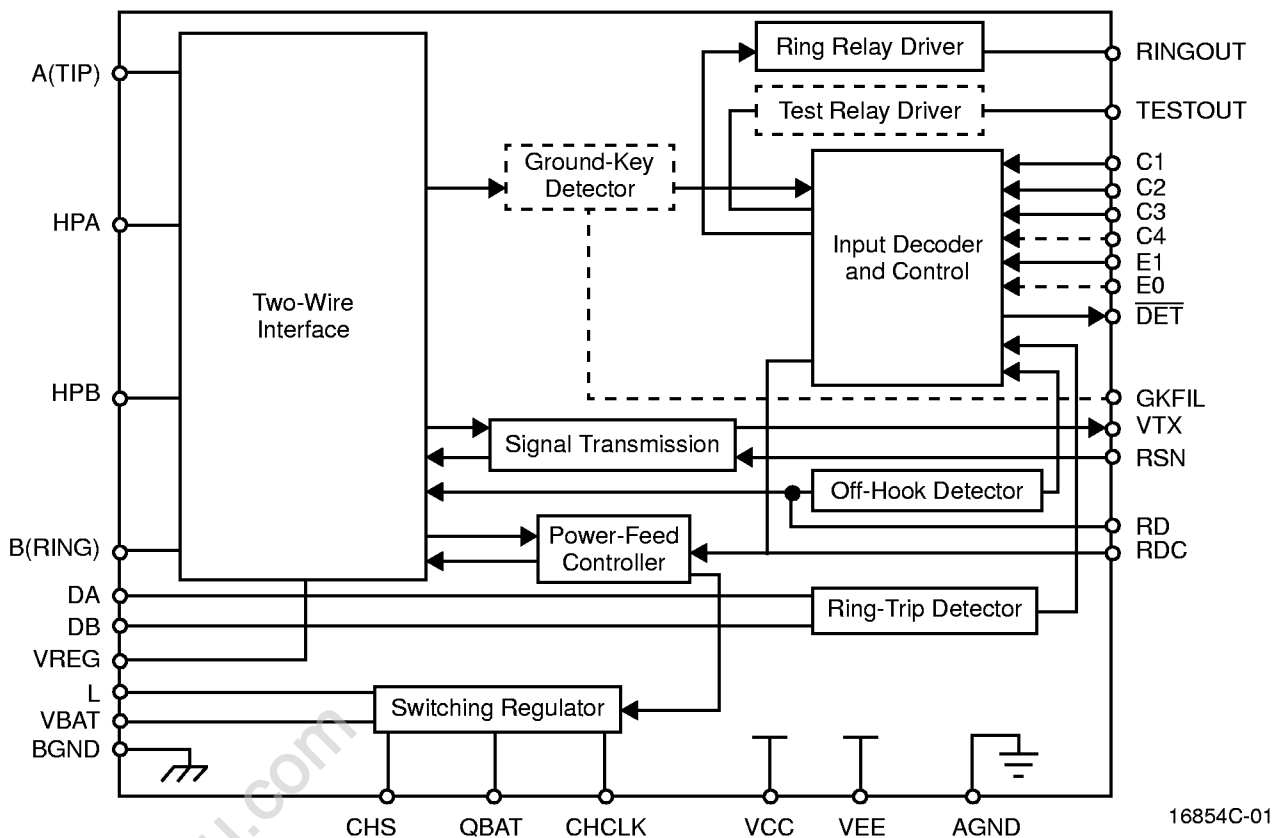 A(TIP)
HPA
HPB
B(RING)
DA
DB
VREG
L
VBAT
BGND
Two-Wire
Interface
Ground-Key
Detector
Signal Transmission
Power-Feed
Controller
Switching Regulator
Ring Relay Driver
Test Relay Driver
Input Decoder
and Control
Off-Hook Detector
Ring-Trip Detector
RINGOUT
TESTOUT
C1
C2
C3
C4
E1
E0
DET
GKFIL
VTX
RSN
RD
RDC
CHS
QBAT
CHCLK
VCC
VEE
AGND
16854C-01
.com